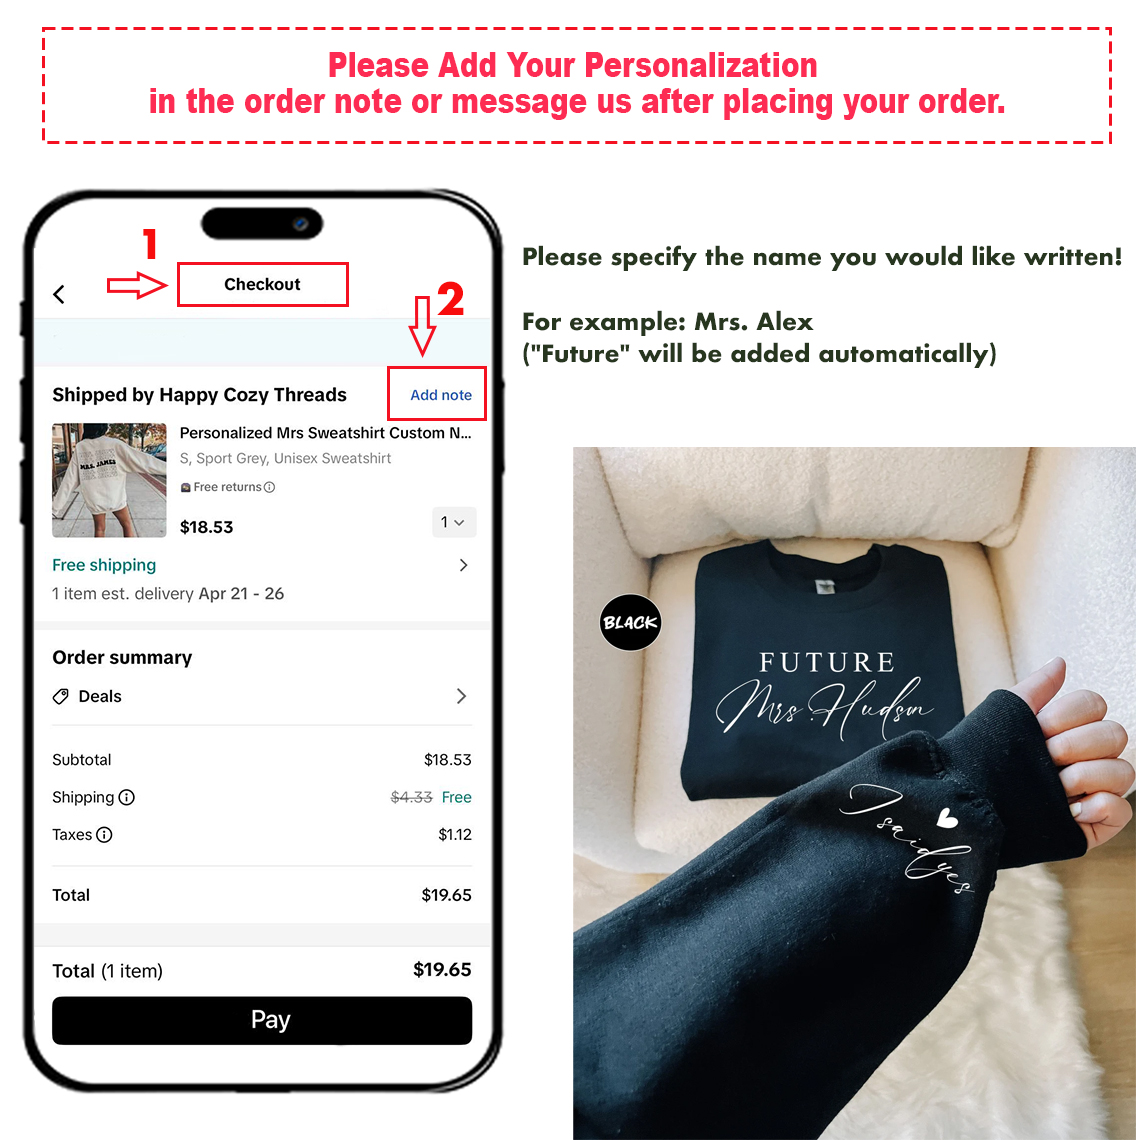 Please Add Your Personalization
in the order note or message us after placing your order.
1
Checkout
2
Please specify the name you would like written!
For example: Mrs. Alex
("Future" will be added automatically)
Shipped by Happy Cozy Threads
Add note
MRS. JAMES
Personalized Mrs Sweatshirt Custom N...
S, Sport Grey, Unisex Sweatshirt
Free returns
$18.53
1
Free shipping
1 item est. delivery Apr 21 - 26
Order summary
Deals
Subtotal $18.53
Shipping $4.33 Free
Taxes $1.12
Total $19.65
Total (1 item) $19.65
Pay
BLACK
FUTURE
Mrs. Hudson
I said yes